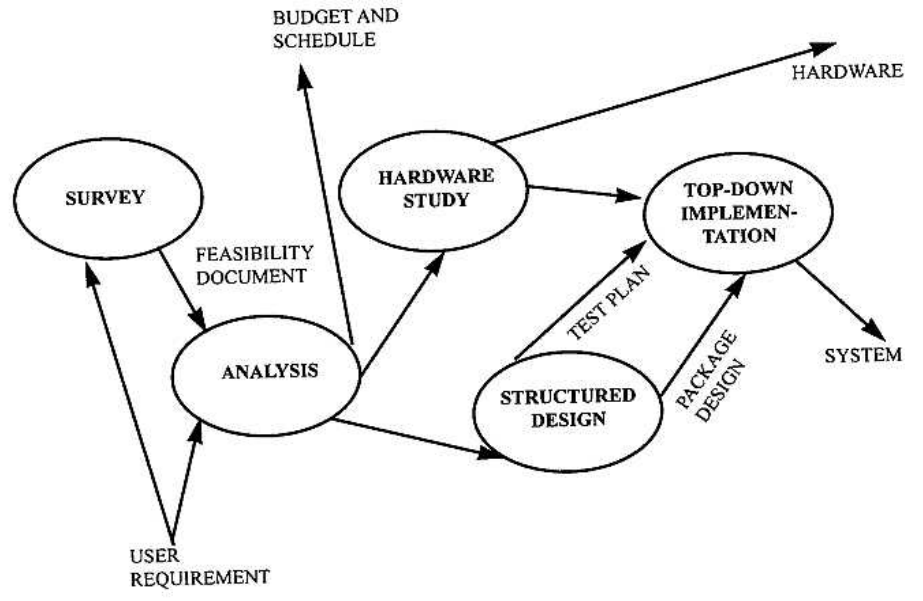 BUDGET AND
SCHEDULE
HARDWARE
SURVEY
HARDWARE
STUDY
TOP-DOWN
IMPLEMEN-
TATION
FEASIBILITY
DOCUMENT
TEST PLAN
SYSTEM
ANALYSIS
STRUCTURED
DESIGN
PACKAGE
DESIGN
USER
REQUIREMENT